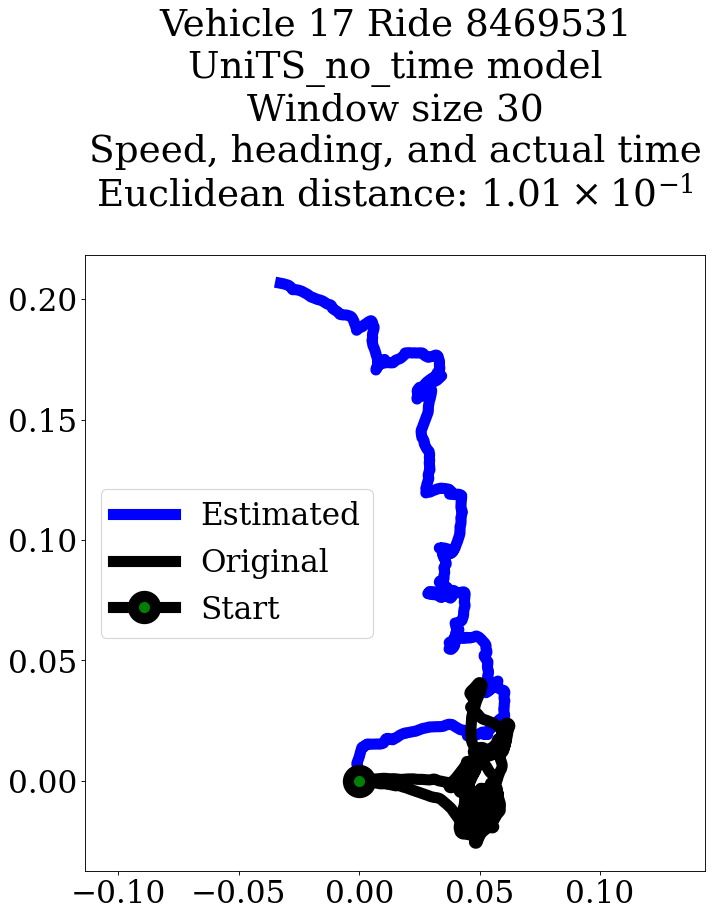 Vehicle 17 Ride 8469531
UniTS_no_time model
Window size 30
Speed, heading, and actual time
Euclidean distance: 1.01 × 10⁻¹
0.20
0.15
0.10
0.05
0.00
Estimated
Original
Start
−0.10 −0.05 0.00 0.05 0.10